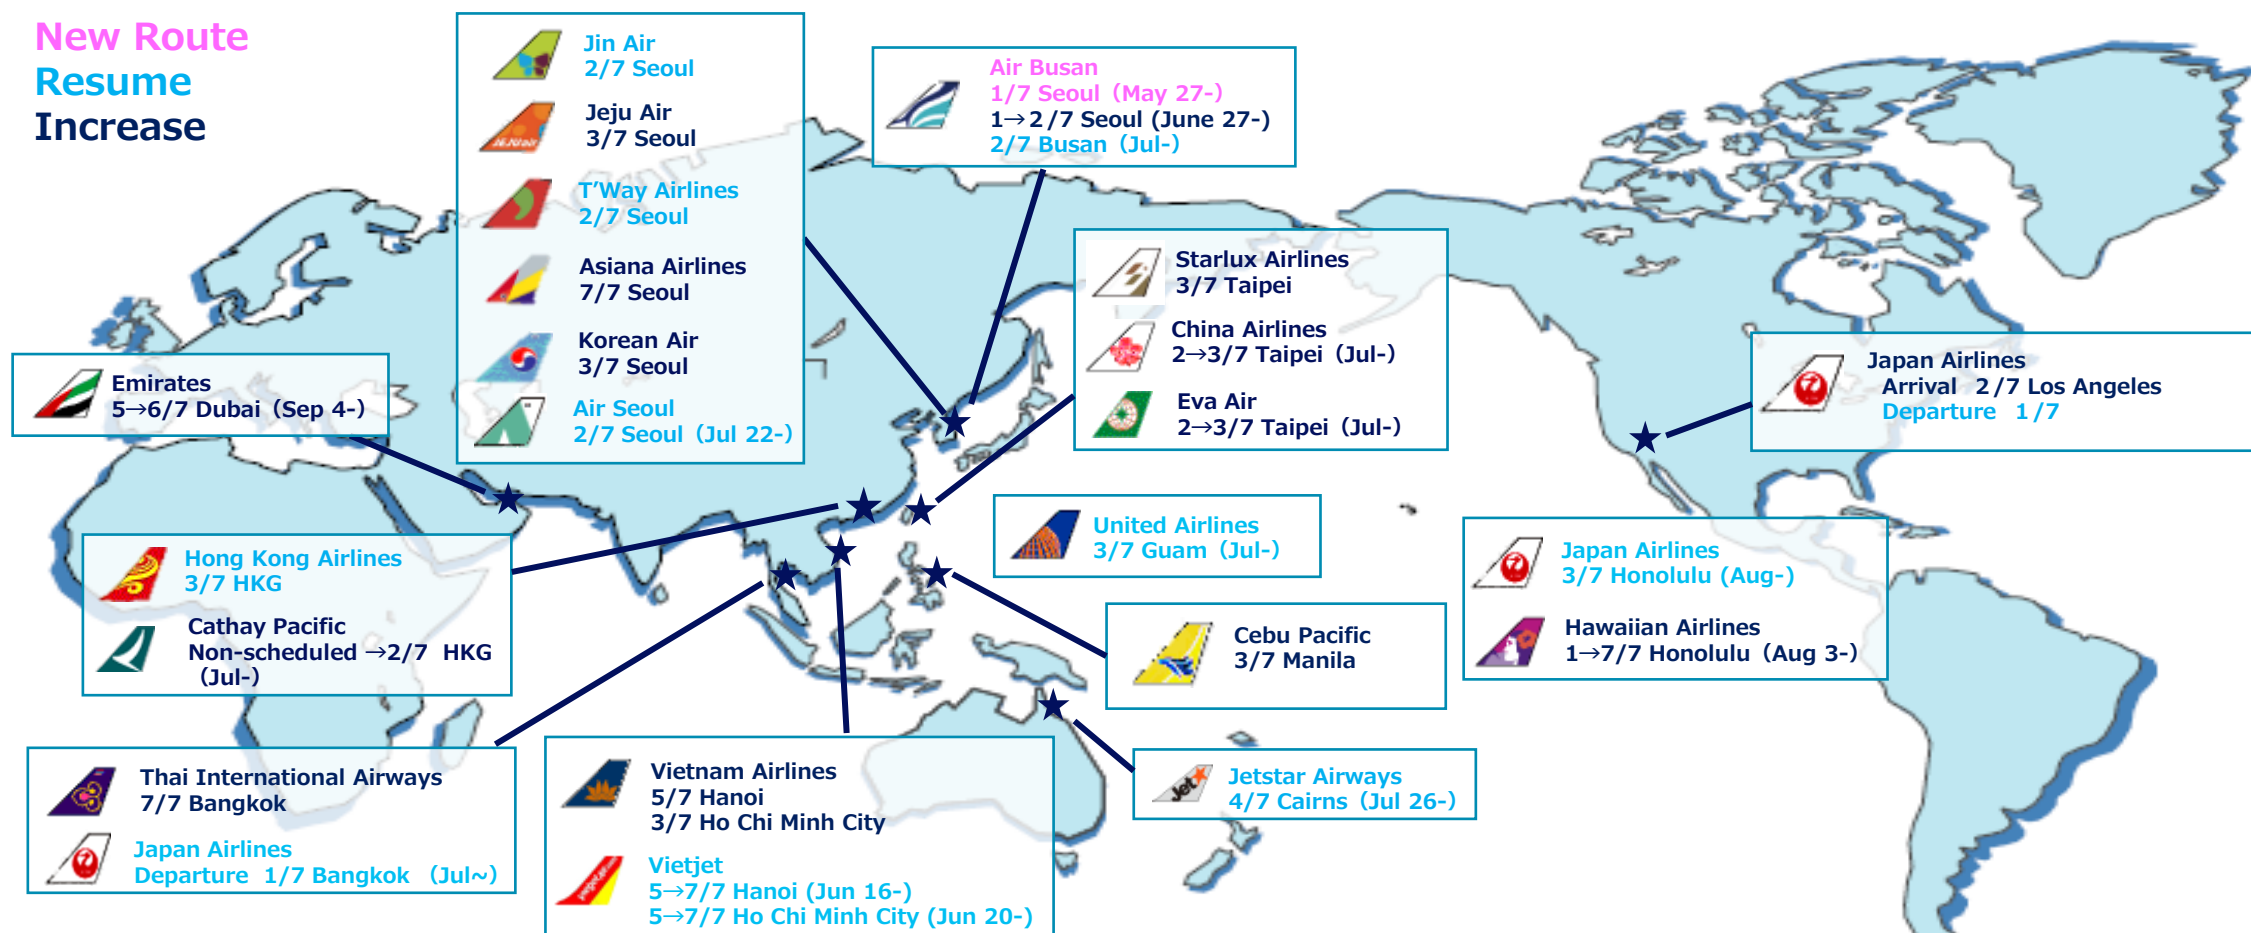 New Route
Resume
Increase
Jin Air
2/7 Seoul
Jeju Air
3/7 Seoul
T’Way Airlines
2/7 Seoul
Asiana Airlines
7/7 Seoul
Korean Air
3/7 Seoul
Air Seoul
2/7 Seoul（Jul 22-）
Air Busan
1/7 Seoul（May 27-）
1→2/7 Seoul (June 27-)
2/7 Busan（Jul-）
Starlux Airlines
3/7 Taipei
China Airlines
2→3/7 Taipei（Jul-）
Eva Air
2→3/7 Taipei（Jul-）
Japan Airlines
Arrival 2/7 Los Angeles
Departure 1/7
Emirates
5→6/7 Dubai（Sep 4-）
Hong Kong Airlines
3/7 HKG
Cathay Pacific
Non-scheduled →2/7 HKG
（Jul-）
United Airlines
3/7 Guam（Jul-）
Japan Airlines
3/7 Honolulu (Aug-)
Hawaiian Airlines
1→7/7 Honolulu（Aug 3-）
Cebu Pacific
3/7 Manila
Thai International Airways
7/7 Bangkok
Japan Airlines
Departure 1/7 Bangkok （Jul~）
Vietnam Airlines
5/7 Hanoi
3/7 Ho Chi Minh City
Vietjet
5→7/7 Hanoi (Jun 16-)
5→7/7 Ho Chi Minh City (Jun 20-)
Jet
Jetstar Airways
4/7 Cairns（Jul 26-）